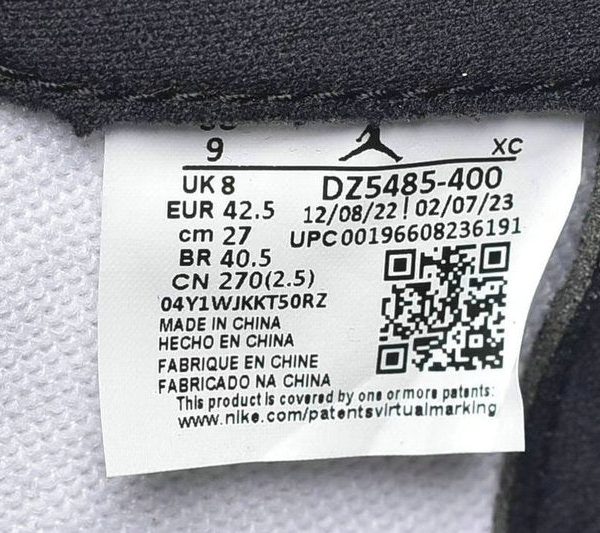 9
XC
UK 8
DZ5485-400
EUR 42.5
12/08/22 ! 02/07/23
cm 27
UPC00196608236191
BR 40.5
CN 270(2.5)
04Y1WJKKT50RZ
MADE IN CHINA
HECHO EN CHINA
FABRIQUE EN CHINE
FABRICADO NA CHINA
This product is covered by one or more patents:
www.nike.com/patentsvirtualmarking